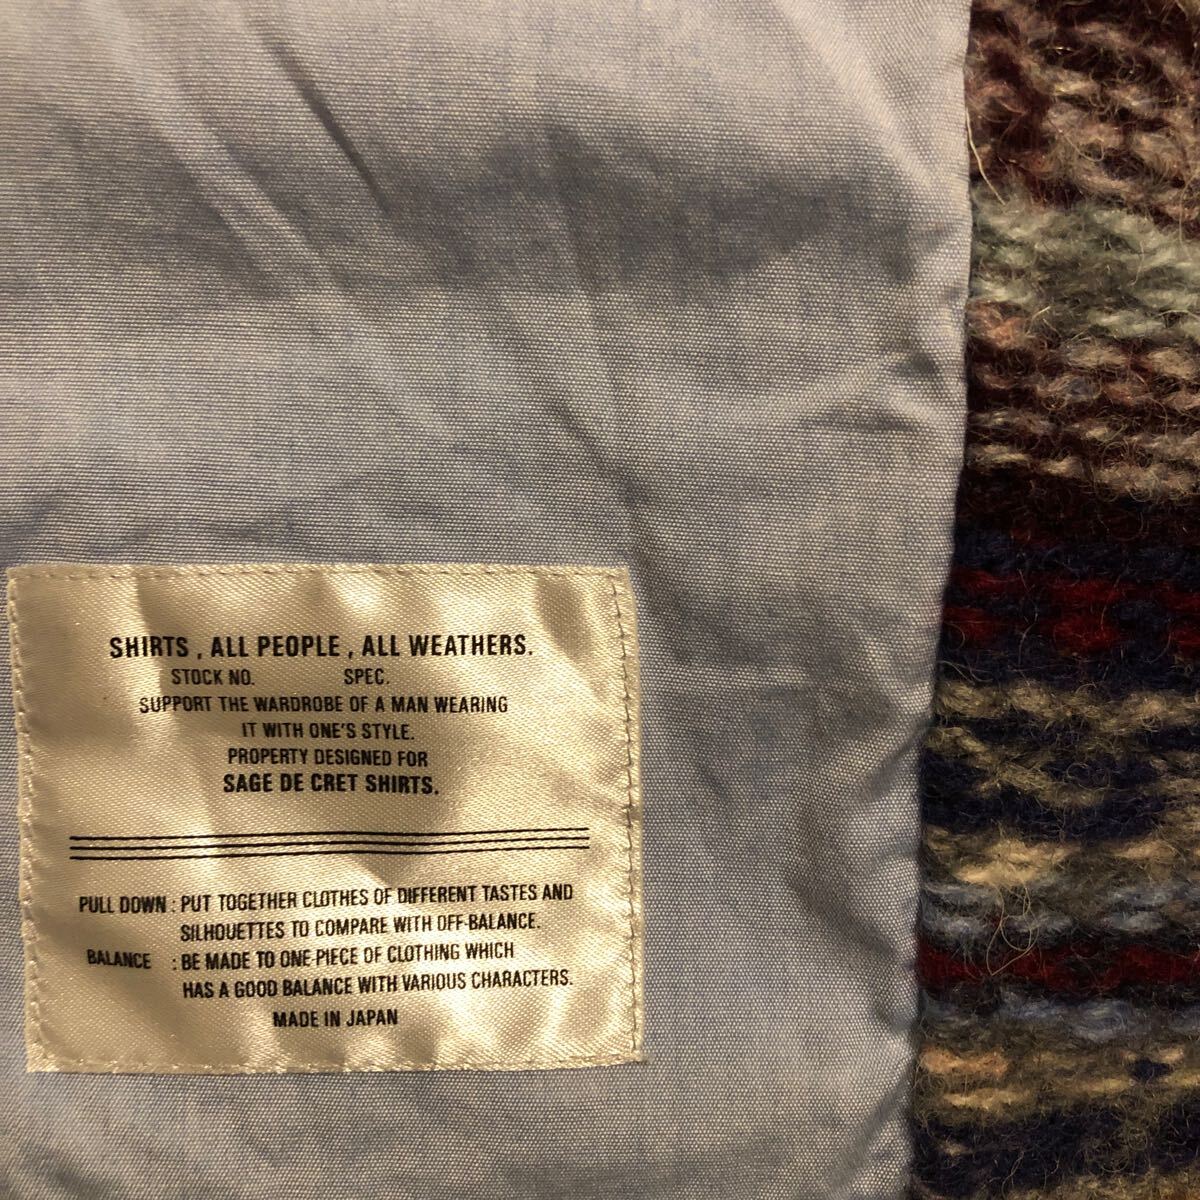 SHIRTS , ALL PEOPLE , ALL WEATHERS.
STOCK NO. SPEC.
SUPPORT THE WARDROBE OF A MAN WEARING
IT WITH ONE'S STYLE.
PROPERTY DESIGNED FOR
SAGE DE CRET SHIRTS.
PULL DOWN : PUT TOGETHER CLOTHES OF DIFFERENT TASTES AND
SILHOUETTES TO COMPARE WITH OFF-BALANCE.
BALANCE : BE MADE TO ONE-PIECE OF CLOTHING WHICH
HAS A GOOD BALANCE WITH VARIOUS CHARACTERS.
MADE IN JAPAN